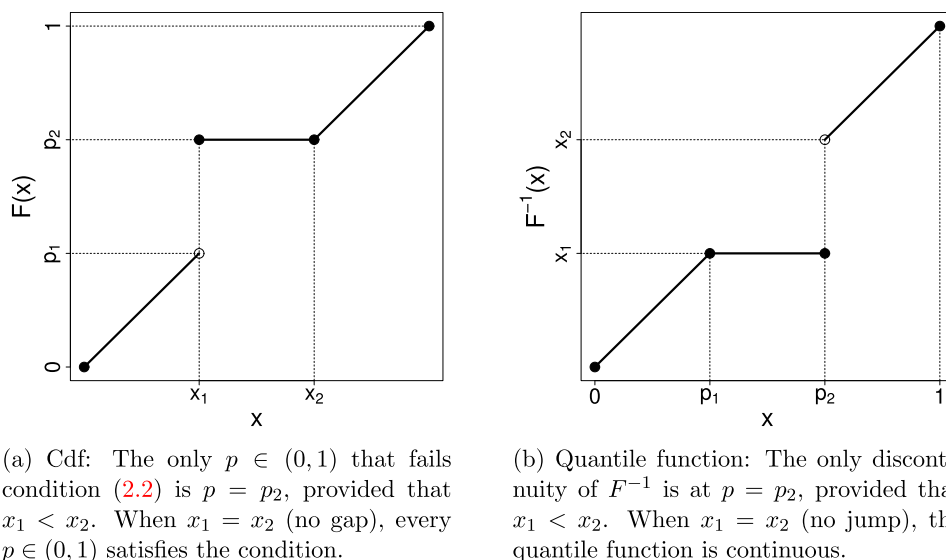 1
p₂
p₁
0
F(x)
x₁
x₂
x
x₂
x₁
F⁻¹(x)
0
p₁
p₂
1
x
(a) Cdf: The only p ∈ (0, 1) that fails
condition (2.2) is p = p₂, provided that
x₁ < x₂. When x₁ = x₂ (no gap), every
p ∈ (0, 1) satisfies the condition.
(b) Quantile function: The only discont
nuity of F⁻¹ is at p = p₂, provided tha
x₁ < x₂. When x₁ = x₂ (no jump), th
quantile function is continuous.